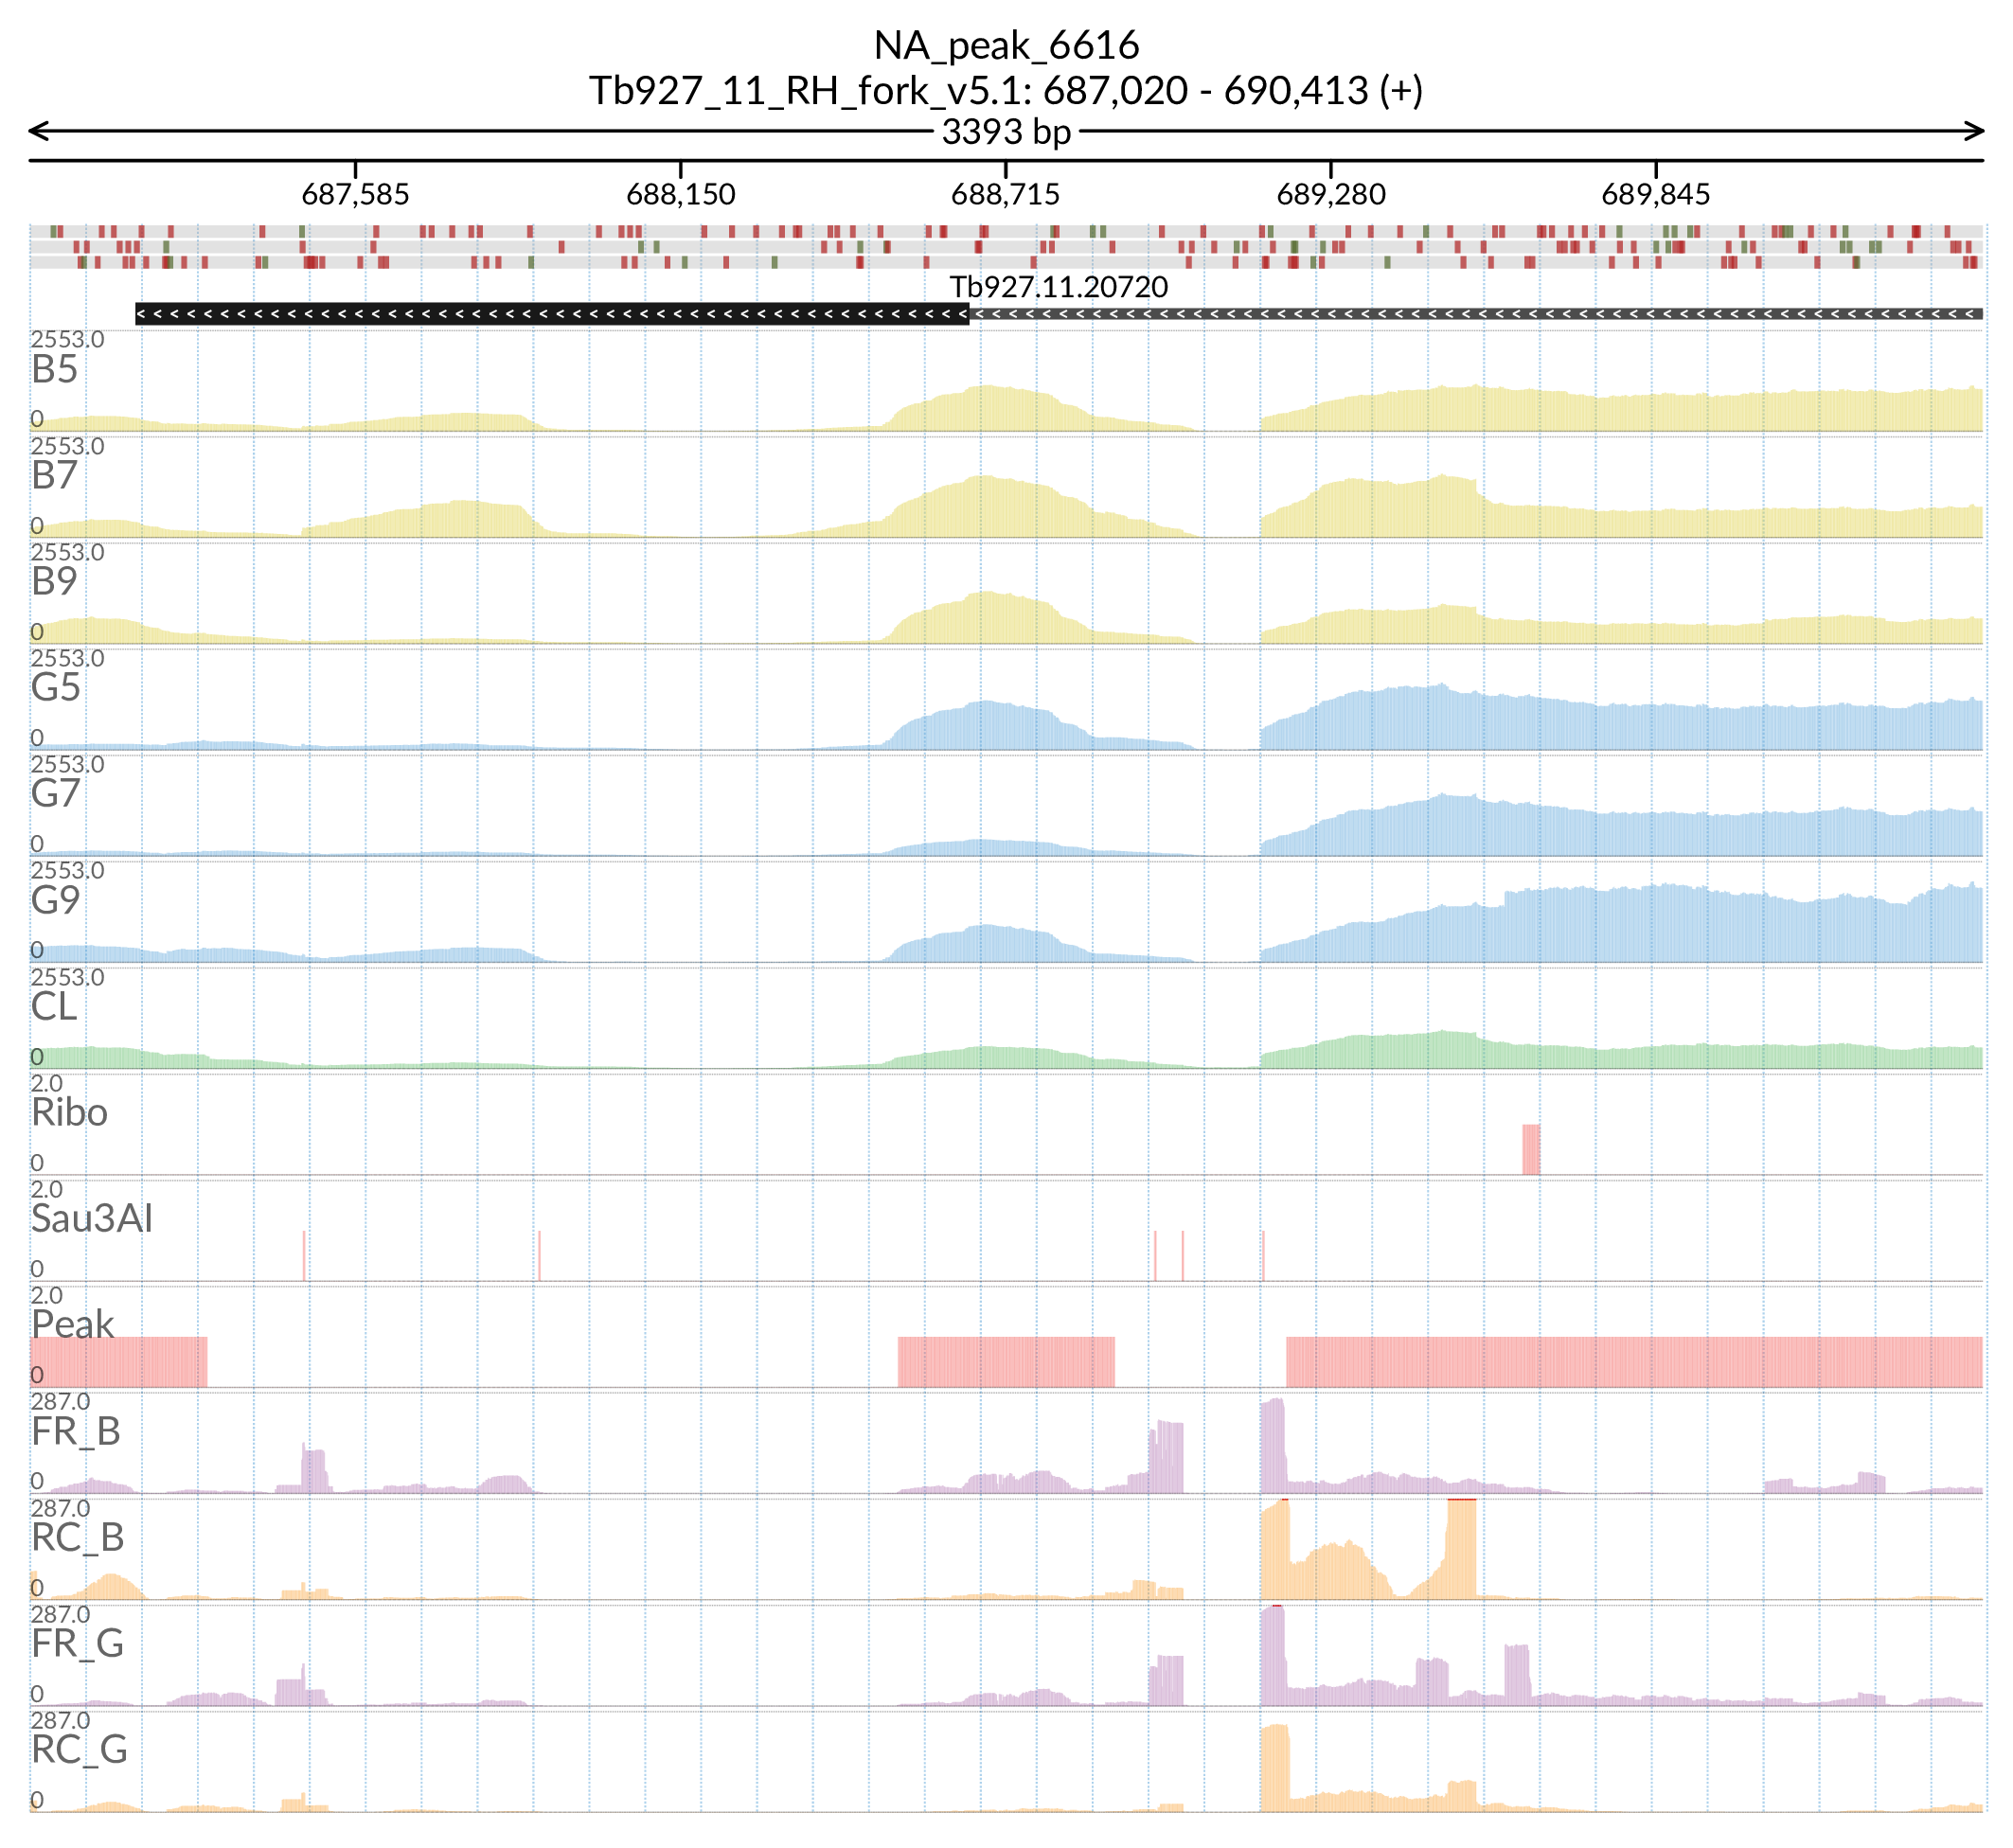 NA_peak_6616
Tb927_11_RH_fork_v5.1: 687,020 - 690,413 (+)
3393 bp
687,585 688,150 688,715 689,280 689,845
Tb927.11.20720
2553.0
B5
0
2553.0
B7
0
2553.0
B9
0
2553.0
G5
0
2553.0
G7
0
2553.0
G9
0
2553.0
CL
0
2.0
Ribo
0
2.0
Sau3AI
0
2.0
Peak
0
287.0
FR_B
0
287.0
RC_B
0
287.0
FR_G
0
287.0
RC_G
0